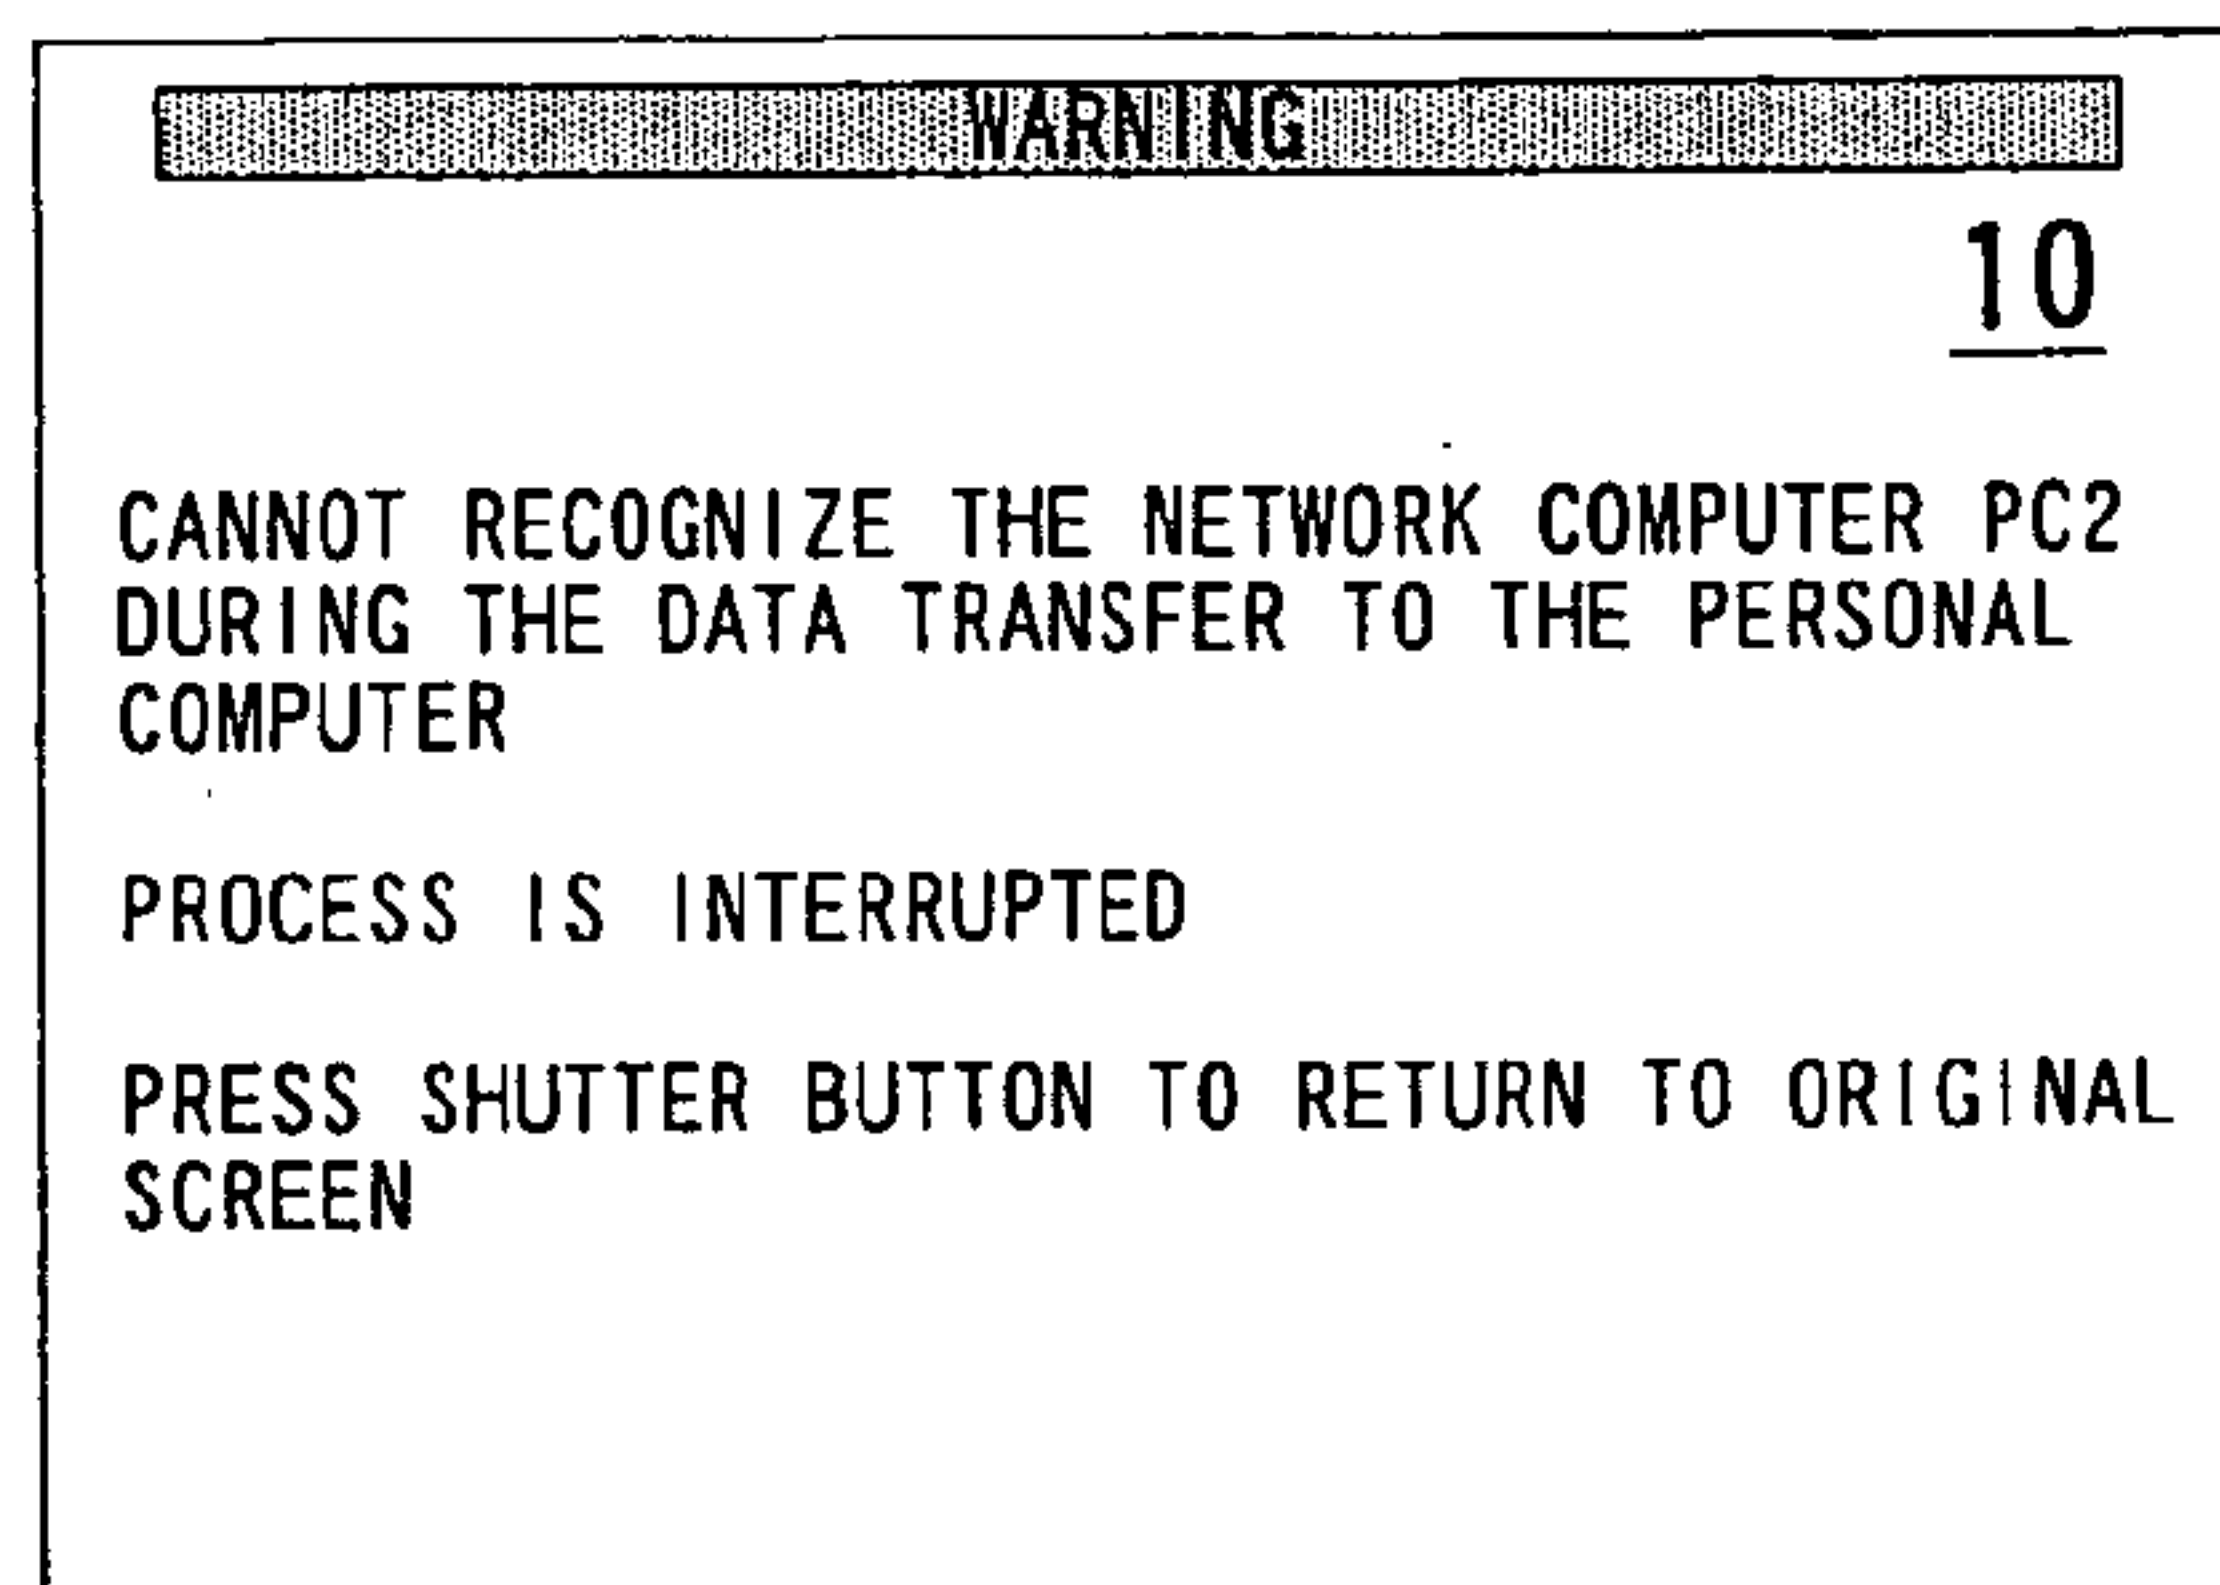 WARNING
10
CANNOT RECOGNIZE THE NETWORK COMPUTER PC2
DURING THE DATA TRANSFER TO THE PERSONAL
COMPUTER
PROCESS IS INTERRUPTED
PRESS SHUTTER BUTTON TO RETURN TO ORIGINAL
SCREEN